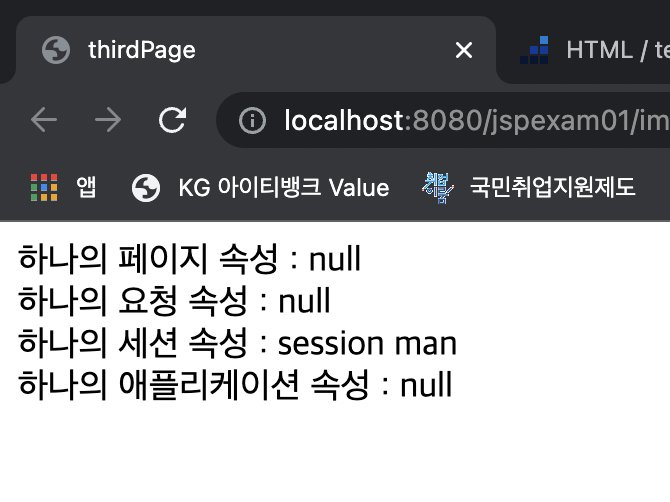 thirdPage
HTML / te
localhost:8080/jspexam01/im
앱 KG 아이티뱅크 Value 국민취업지원제도
하나의 페이지 속성 : null
하나의 요청 속성 : null
하나의 세션 속성 : session man
하나의 애플리케이션 속성 : null